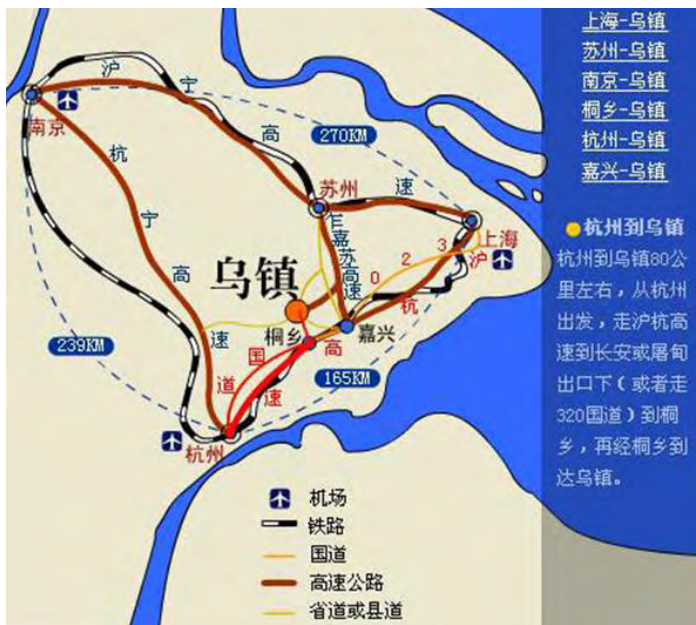 上海-乌镇
苏州-乌镇
南京-乌镇
桐乡-乌镇
杭州-乌镇
嘉兴-乌镇
杭州到乌镇
杭州到乌镇80公
里左右，从杭州
出发，走沪杭高
速到长安或屠甸
出口下（或者走
320国道）到桐
乡，再经桐乡到
达乌镇。
沪
宁
高
速
南京
270KM
杭
宁
高
速
苏州
乍
嘉
苏
高
速
上海
3
2
0
国
道
沪
杭
高
速
乌镇
桐乡
嘉兴
239KM
165KM
杭州
机场
铁路
国道
高速公路
省道或县道